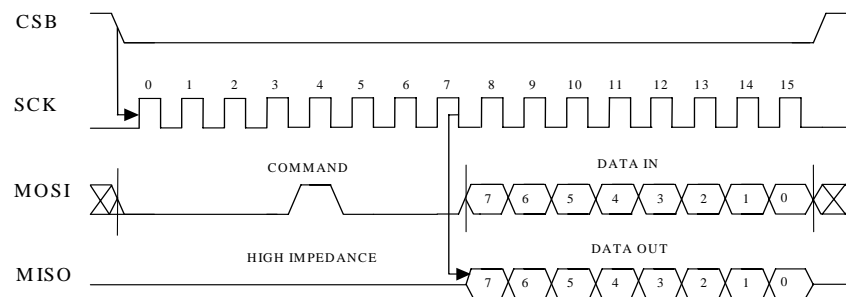 CSB
0 1 2 3 4 5 6 7 8 9 10 11 12 13 14 15
SCK
COMMAND DATA IN
MOSI
7 6 5 4 3 2 1 0
HIGH IMPEDANCE DATA OUT
MISO
7 6 5 4 3 2 1 0